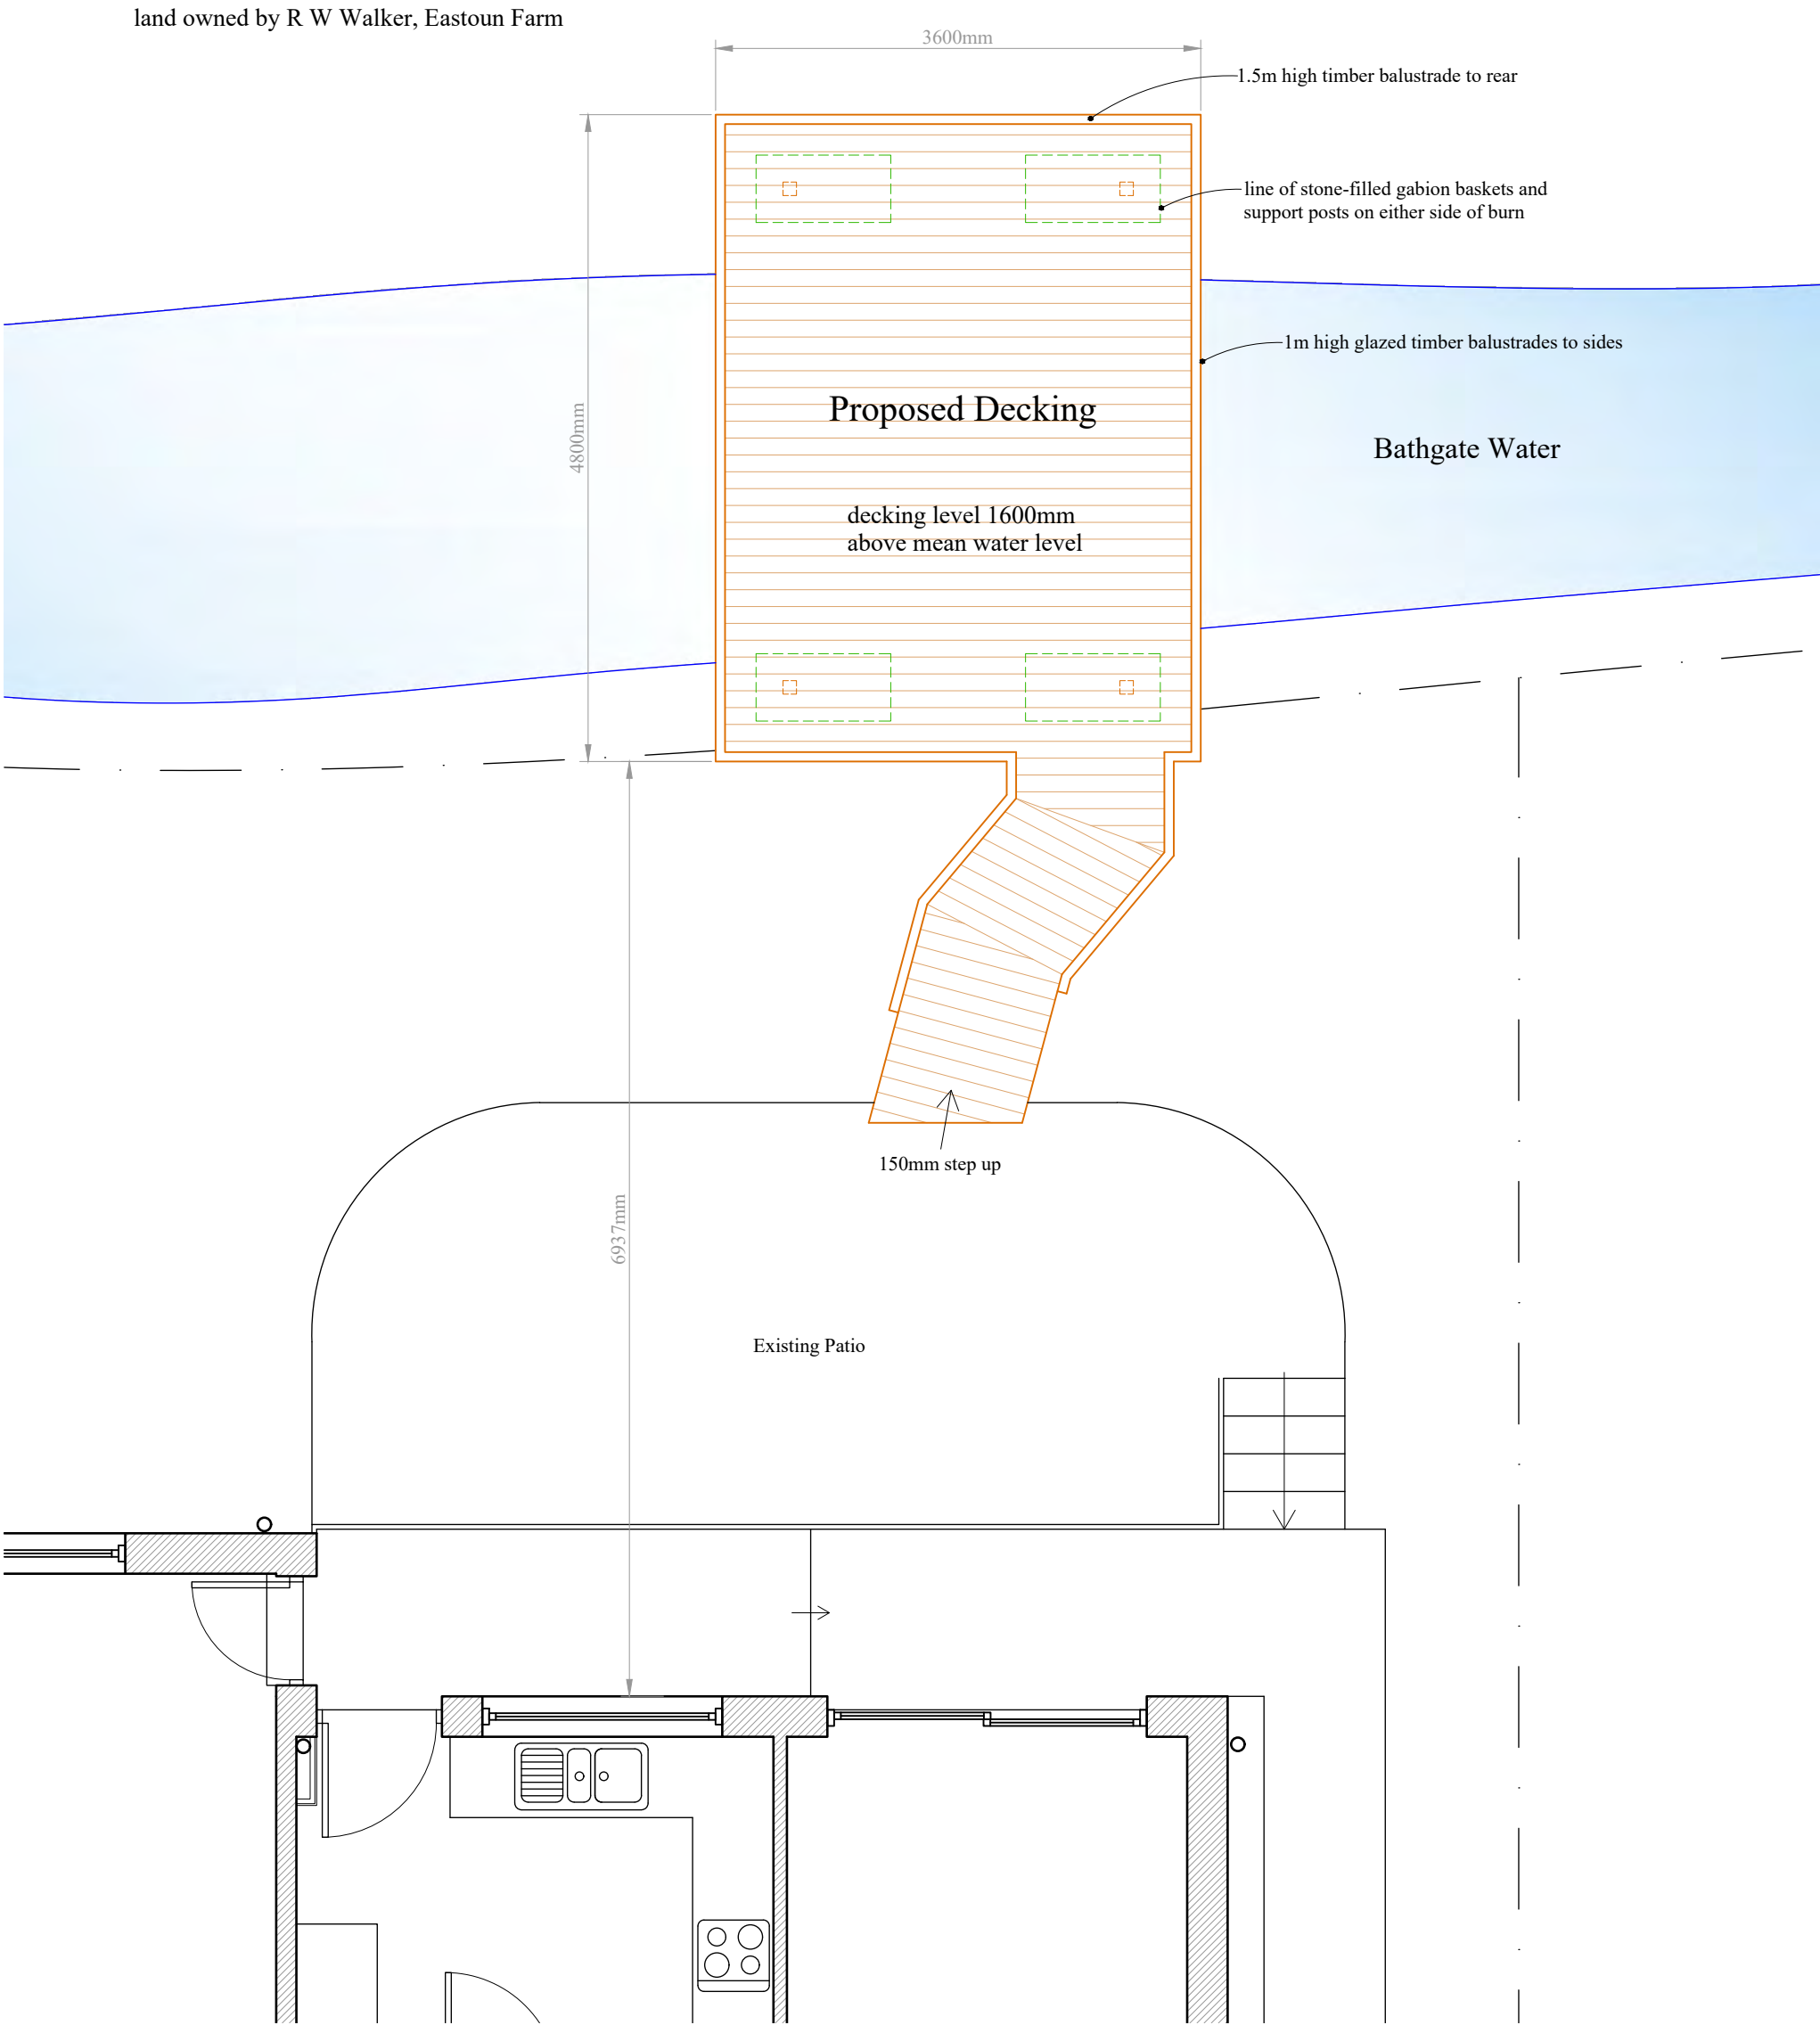 land owned by R W Walker, Eastoun Farm
3600mm
1.5m high timber balustrade to rear
line of stone-filled gabion baskets and
support posts on either side of burn
1m high glazed timber balustrades to sides
4800mm
Proposed Decking
Bathgate Water
decking level 1600mm
above mean water level
150mm step up
6937mm
Existing Patio